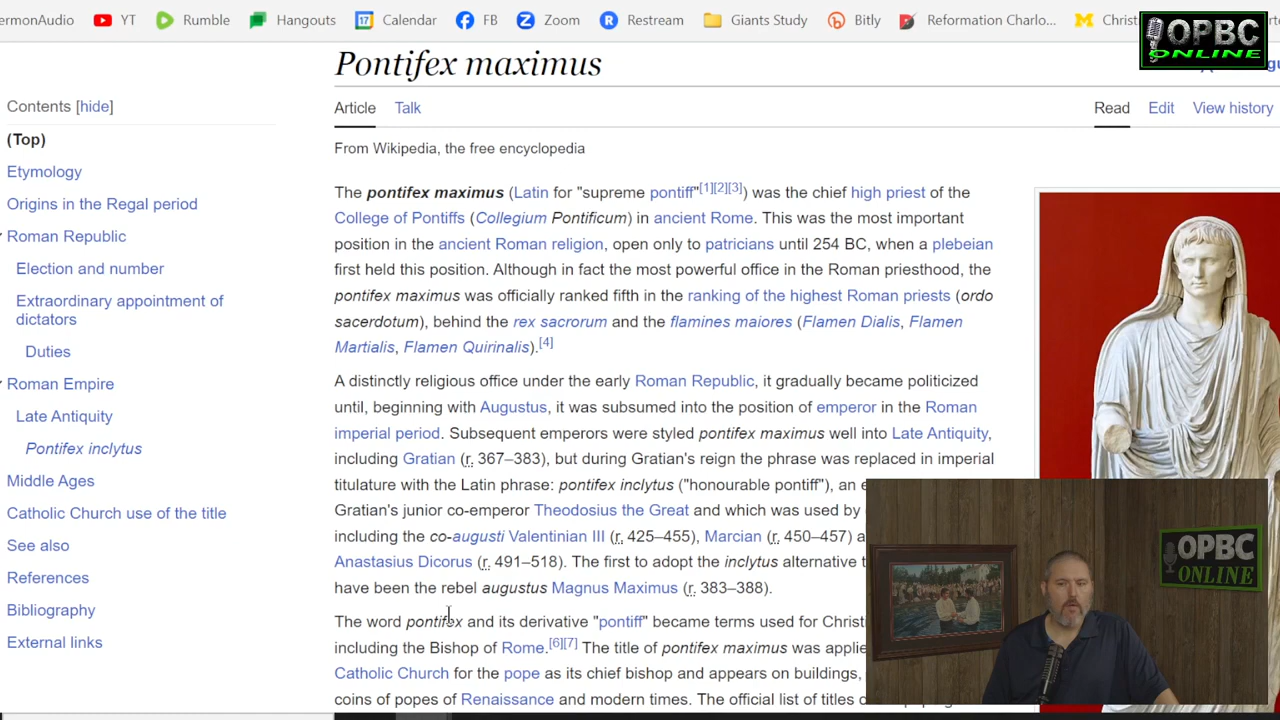 ermonAudio YT Rumble Hangouts Calendar FB Zoom Restream Giants Study Bitly Reformation Charlo... Christ
OPBC
ONLINE
Pontifex maximus
Contents [hide]
Article Talk Read Edit View history
(Top)
From Wikipedia, the free encyclopedia
Etymology
Origins in the Regal period
Roman Republic
Election and number
Extraordinary appointment of
dictators
Duties
Roman Empire
Late Antiquity
Pontifex inclytus
Middle Ages
Catholic Church use of the title
See also
References
Bibliography
External links
The pontifex maximus (Latin for "supreme pontiff"[1][2][3]) was the chief high priest of the
College of Pontiffs (Collegium Pontificum) in ancient Rome. This was the most important
position in the ancient Roman religion, open only to patricians until 254 BC, when a plebeian
first held this position. Although in fact the most powerful office in the Roman priesthood, the
pontifex maximus was officially ranked fifth in the ranking of the highest Roman priests (ordo
sacerdotum), behind the rex sacrorum and the flamines maiores (Flamen Dialis, Flamen
Martialis, Flamen Quirinalis).[4]
A distinctly religious office under the early Roman Republic, it gradually became politicized
until, beginning with Augustus, it was subsumed into the position of emperor in the Roman
imperial period. Subsequent emperors were styled pontifex maximus well into Late Antiquity,
including Gratian (r. 367–383), but during Gratian's reign the phrase was replaced in imperial
titulature with the Latin phrase: pontifex inclytus ("honourable pontiff"), an e
Gratian's junior co-emperor Theodosius the Great and which was used by
including the co-augusti Valentinian III (r. 425–455), Marcian (r. 450–457) a
Anastasius Dicorus (r. 491–518). The first to adopt the inclytus alternative t
have been the rebel augustus Magnus Maximus (r. 383–388).
The word pontifex and its derivative "pontiff" became terms used for Christi
including the Bishop of Rome.[6][7] The title of pontifex maximus was applie
Catholic Church for the pope as its chief bishop and appears on buildings,
coins of popes of Renaissance and modern times. The official list of titles o
OPBC
ONLINE